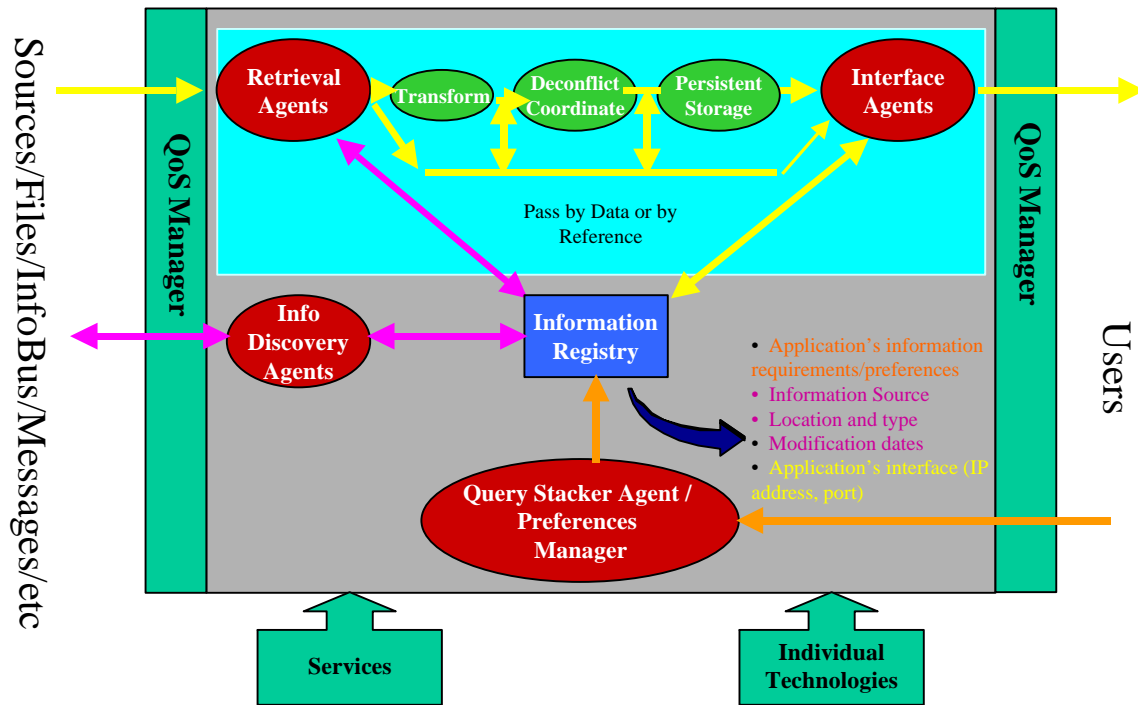 Sources/Files/InfoBus/Messages/etc
QoS Manager
Retrieval
Agents
Transform
Deconflict
Coordinate
Persistent
Storage
Interface
Agents
Pass by Data or by
Reference
QoS Manager
Users
Info
Discovery
Agents
Information
Registry
• Application’s information
requirements/preferences
• Information Source
• Location and type
• Modification dates
• Application’s interface (IP
address, port)
Query Stacker Agent /
Preferences
Manager
Services
Individual
Technologies